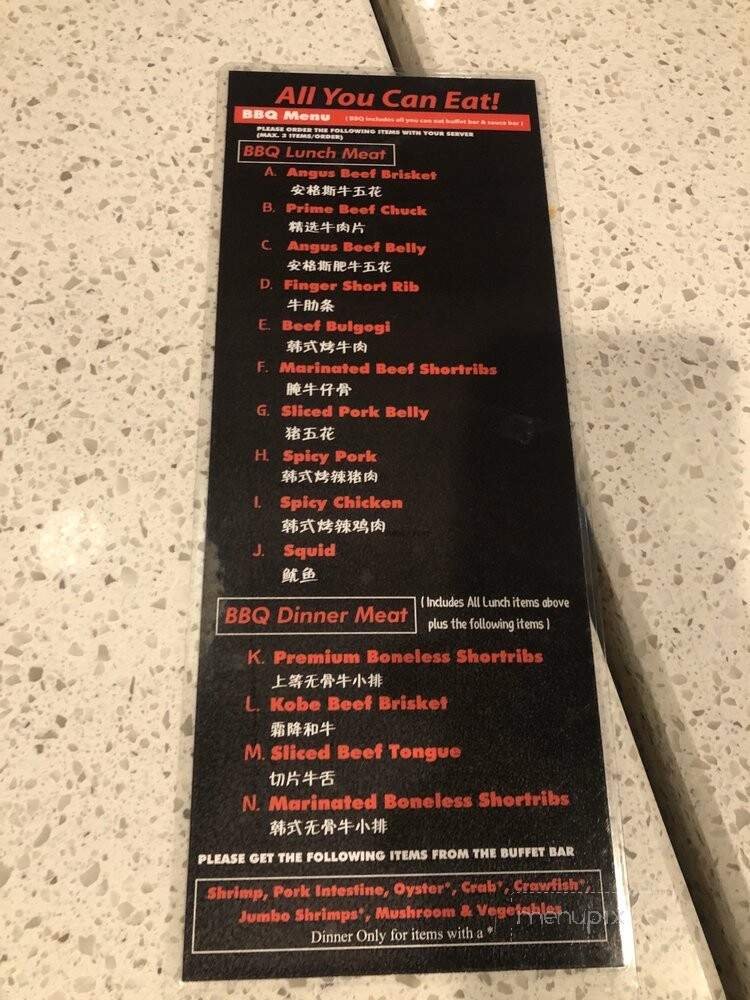 All You Can Eat!
BBQ Menu ( BBQ includes all you can eat buffet bar & sauce bar )
PLEASE ORDER THE FOLLOWING ITEMS WITH YOUR SERVER
(MAX. 3 ITEMS/ORDER)
BBQ Lunch Meat
A. Angus Beef Brisket
安格斯牛五花
B. Prime Beef Chuck
精选牛肉片
C. Angus Beef Belly
安格斯肥牛五花
D. Finger Short Rib
牛肋条
E. Beef Bulgogi
韩式烤牛肉
F. Marinated Beef Shortribs
腌牛仔骨
G. Sliced Pork Belly
猪五花
H. Spicy Pork
韩式烤辣猪肉
I. Spicy Chicken
韩式烤辣鸡肉
J. Squid
鱿鱼
BBQ Dinner Meat ( Includes All Lunch items above
plus the following items )
K. Premium Boneless Shortribs
上等无骨牛小排
L. Kobe Beef Brisket
霜降和牛
M. Sliced Beef Tongue
切片牛舌
N. Marinated Boneless Shortribs
韩式无骨牛小排
PLEASE GET THE FOLLOWING ITEMS FROM THE BUFFET BAR
Shrimp, Pork Intestine, Oyster*, Crab*, Crawfish*,
Jumbo Shrimps*, Mushroom & Vegetables
Dinner Only for items with a *
menupix